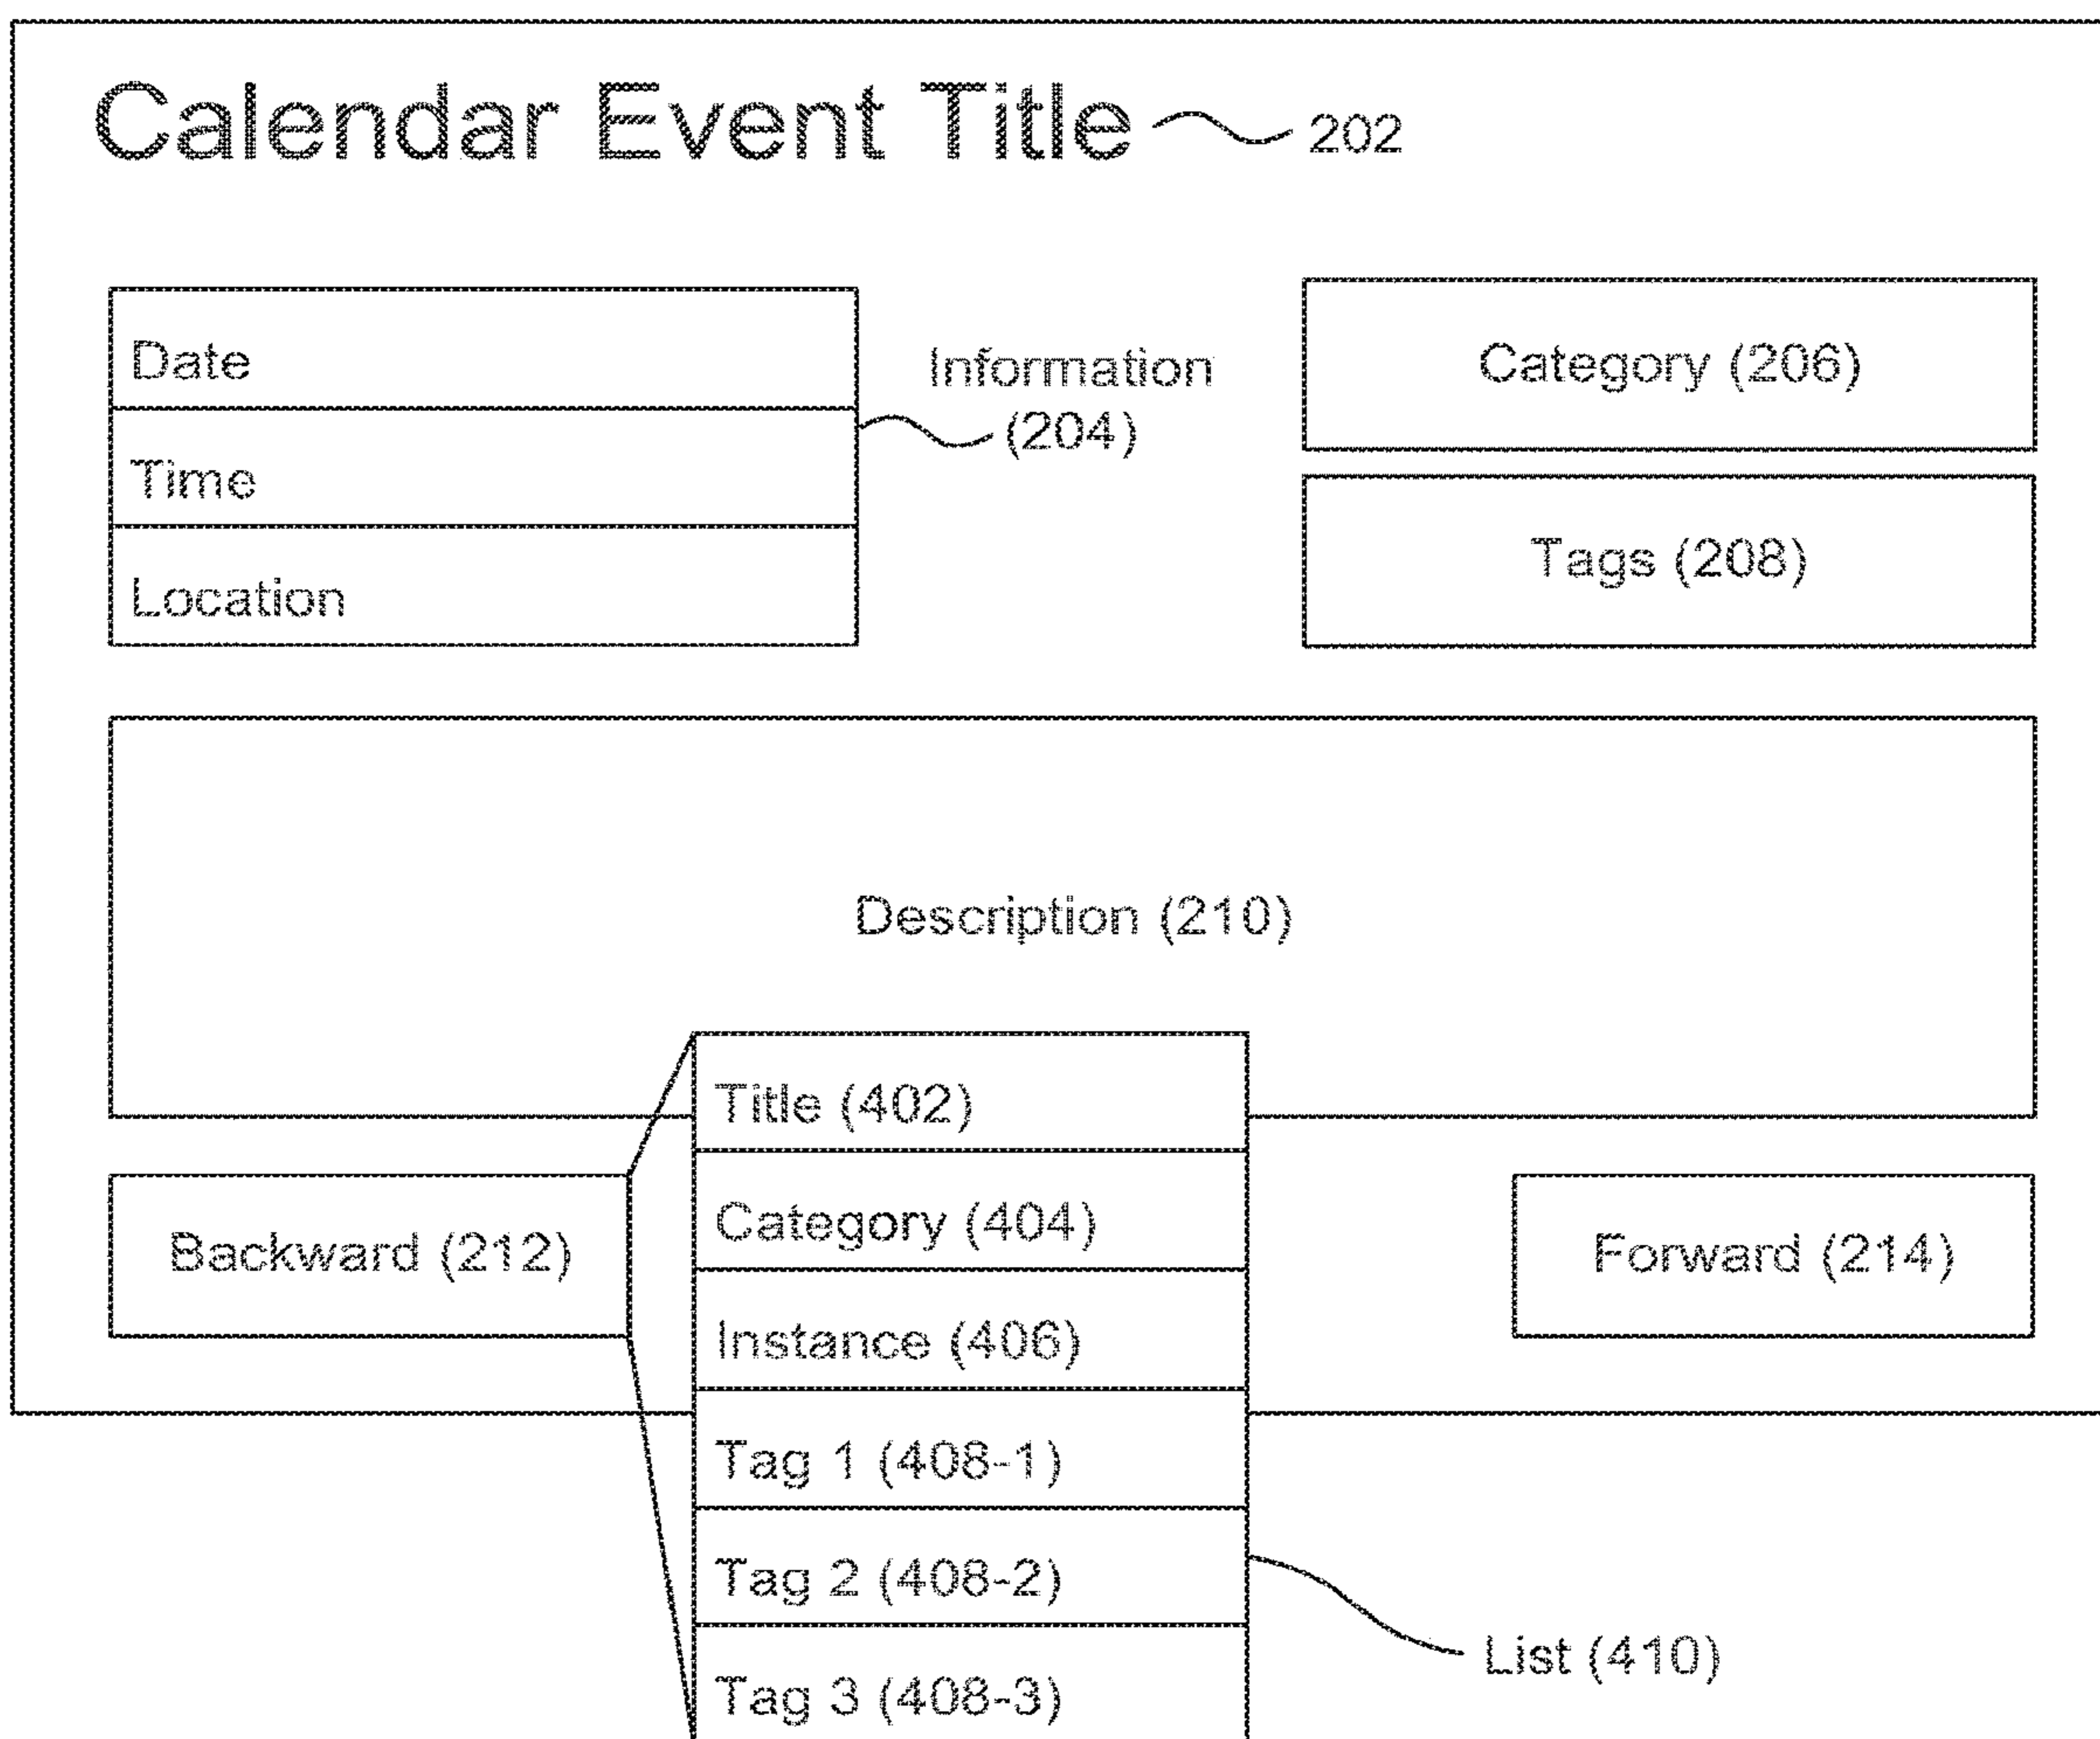 Calendar Event Title 202
Date
Time
Location
Information
(204)
Category (206)
Tags (208)
Description (210)
Backward (212)
Title (402)
Category (404)
Instance (406)
Tag 1 (408-1)
Tag 2 (408-2)
Tag 3 (408-3)
Forward (214)
List (410)